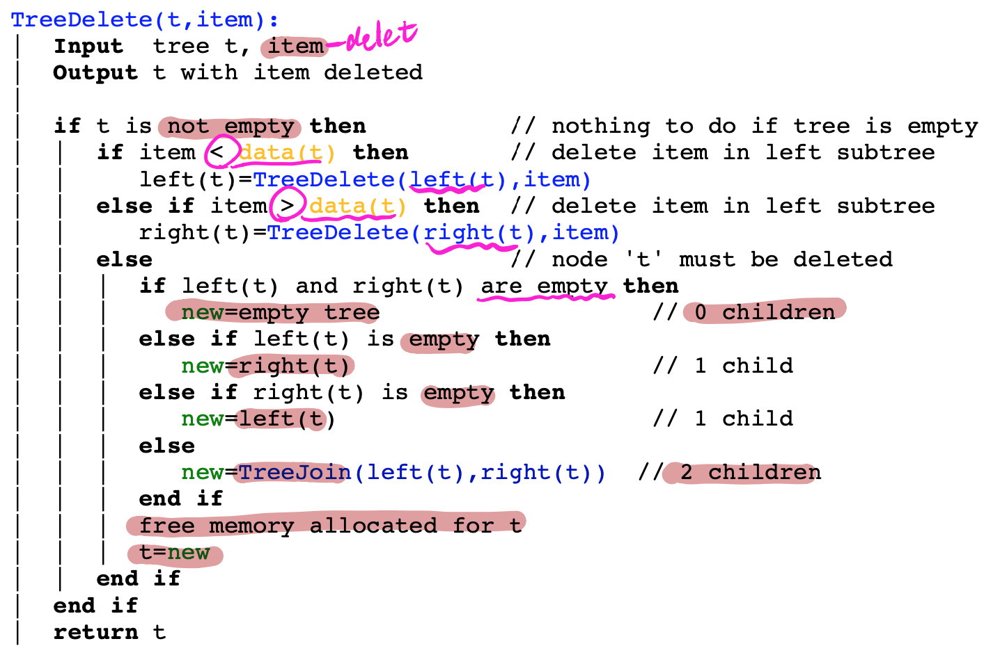 TreeDelete(t,item):
Input tree t, item delet
Output t with item deleted
if t is not empty then // nothing to do if tree is empty
if item < data(t) then // delete item in left subtree
left(t)=TreeDelete(left(t),item)
else if item > data(t) then // delete item in left subtree
right(t)=TreeDelete(right(t),item)
else // node 't' must be deleted
if left(t) and right(t) are empty then
new=empty tree // 0 children
else if left(t) is empty then
new=right(t) // 1 child
else if right(t) is empty then
new=left(t) // 1 child
else
new=TreeJoin(left(t),right(t)) // 2 children
end if
free memory allocated for t
t=new
end if
end if
return t